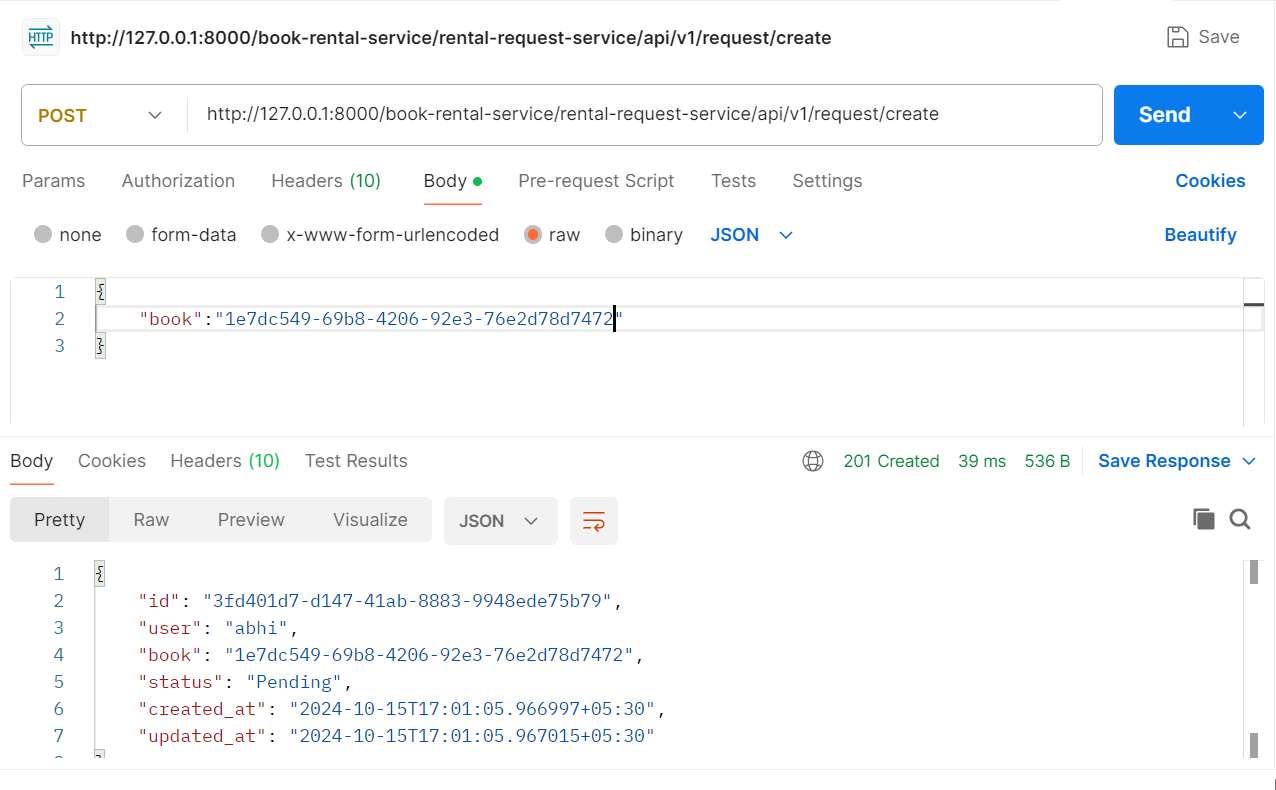 HTTP http://127.0.0.1:8000/book-rental-service/rental-request-service/api/v1/request/create Save
POST http://127.0.0.1:8000/book-rental-service/rental-request-service/api/v1/request/create Send
Params Authorization Headers (10) Body Pre-request Script Tests Settings Cookies
none form-data x-www-form-urlencoded raw binary JSON Beautify
1 {
2 "book":"1e7dc549-69b8-4206-92e3-76e2d78d7472"
3 }
Body Cookies Headers (10) Test Results 201 Created 39 ms 536 B Save Response
Pretty Raw Preview Visualize JSON
1 {
2 "id": "3fd401d7-d147-41ab-8883-9948ede75b79",
3 "user": "abhi",
4 "book": "1e7dc549-69b8-4206-92e3-76e2d78d7472",
5 "status": "Pending",
6 "created_at": "2024-10-15T17:01:05.966997+05:30",
7 "updated_at": "2024-10-15T17:01:05.967015+05:30"